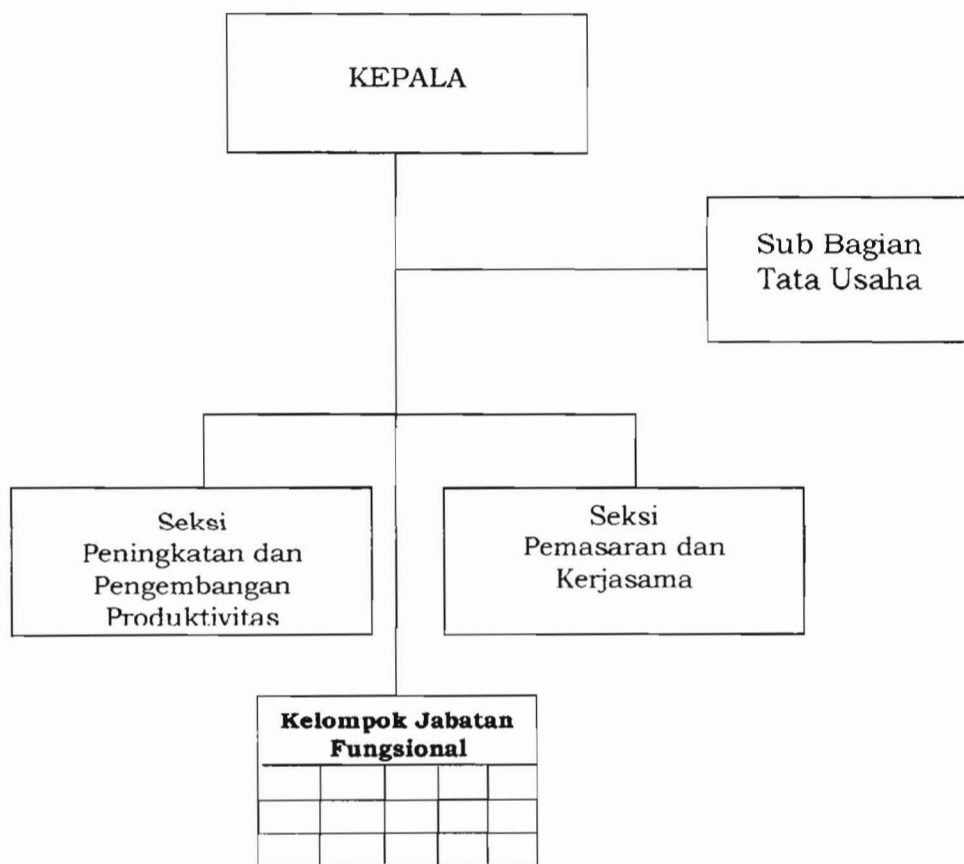 KEPALA
Sub Bagian
Tata Usaha
Seksi
Peningkatan dan
Pengembangan
Produktivitas
Seksi
Pemasaran dan
Kerjasama
Kelompok Jabatan
Fungsional